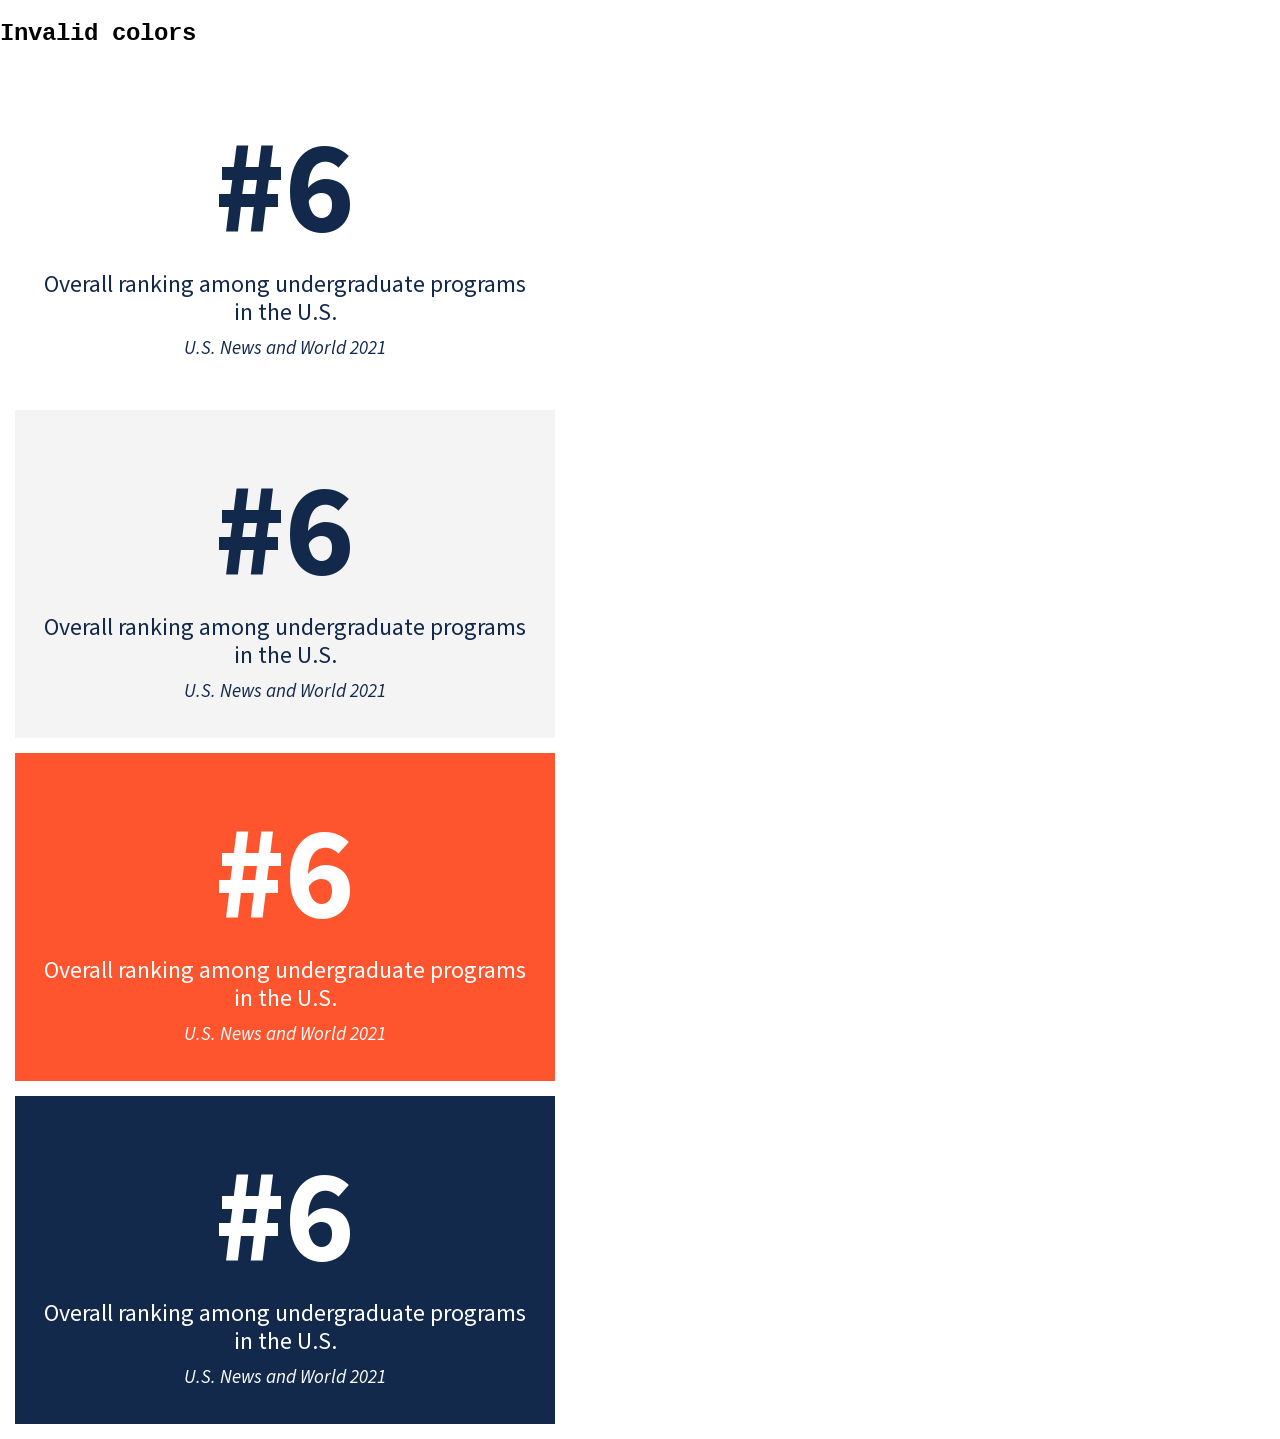 Invalid colors
#6
Overall ranking among undergraduate programs
in the U.S.
U.S. News and World 2021
#6
Overall ranking among undergraduate programs
in the U.S.
U.S. News and World 2021
#6
Overall ranking among undergraduate programs
in the U.S.
U.S. News and World 2021
#6
Overall ranking among undergraduate programs
in the U.S.
U.S. News and World 2021